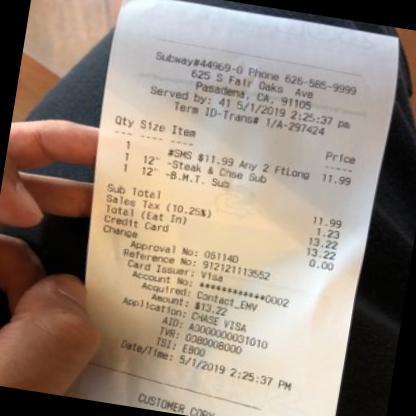 Subway#44969-0 Phone 626-585-9999
625 S Fair Oaks Ave
Pasadena, CA, 91105
Served by: 41 5/1/2019 2:25:37 pm
Term ID-Trans# 1/A-297424
Qty Size Item Price
--- ---- ---- -----
1 #SMS $11.99 Any 2 FtLong 11.99
1 12" -Steak & Chse Sub
1 12" -B.M.T. Sub
Sub Total 11.99
Sales Tax (10.25%) 1.23
Total (Eat In) 13.22
Credit Card 13.22
Change 0.00
Approval No: 06114D
Reference No: 912121113552
Card Issuer: Visa
Account No: ************0002
Acquired: Contact_EMV
Amount: $13.22
Application: CHASE VISA
AID: A0000000031010
TVR: 0080008000
TSI: E800
Date/Time: 5/1/2019 2:25:37 PM
CUSTOMER COPY